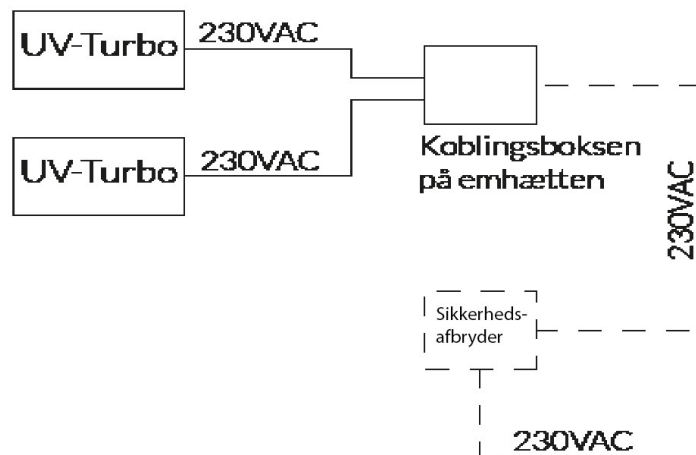 UV-Turbo
230VAC
UV-Turbo
230VAC
Koblingsboksen
på emhætten
230VAC
Sikkerheds-
afbryder
230VAC